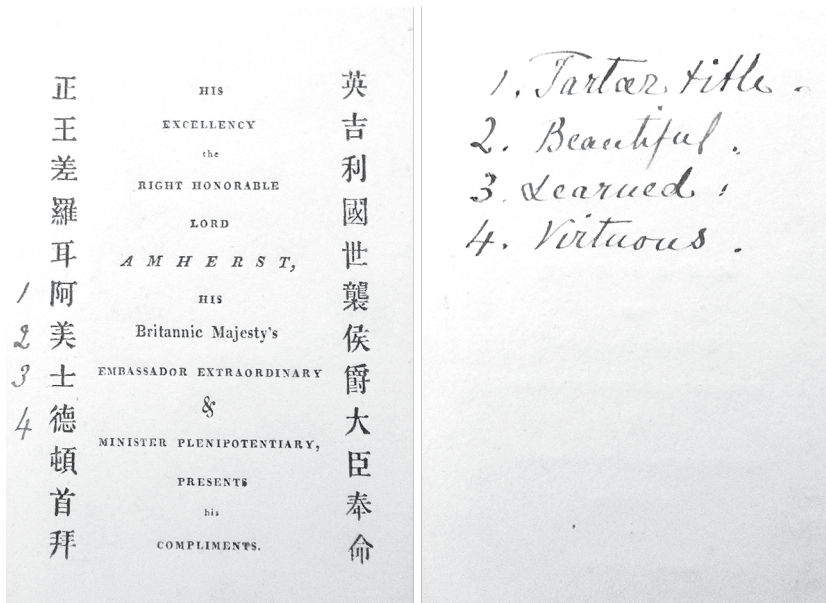 英吉利國世襲侯爵大臣奉命
HIS
EXCELLENCY
the
RIGHT HONORABLE
LORD
AMHERST,
HIS
Britannic Majesty's
EMBASSADOR EXTRAORDINARY
&
MINISTER PLENIPOTENTIARY,
PRESENTS
his
COMPLIMENTS.
正王差羅耳阿美士德頓首拜
1
2
3
4
1. Tartar title.
2. Beautiful.
3. Learned.
4. Virtuous.